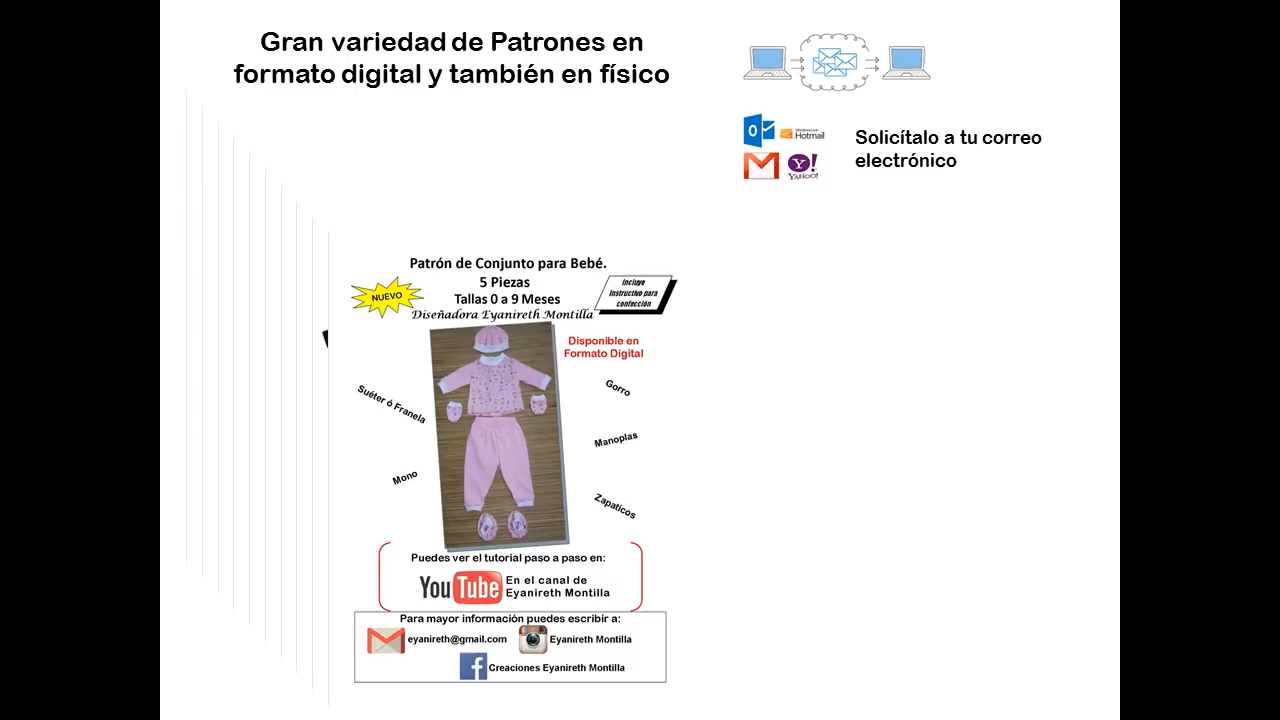 Gran variedad de Patrones en
formato digital y también en físico
Windows Live
Hotmail
YAHOO!
Solicítalo a tu correo
electrónico
Patrón de Conjunto para Bebé.
5 Piezas
Tallas 0 a 9 Meses
Diseñadora Eyanireth Montilla
NUEVO
Incluye
Instructivo para
confección
Disponible en
Formato Digital
Suéter ó Franela
Gorro
Manoplas
Mono
Zapaticos
Puedes ver el tutorial paso a paso en:
YouTube
En el canal de
Eyanireth Montilla
Para mayor información puedes escribir a:
eyanireth@gmail.com
Eyanireth Montilla
Creaciones Eyanireth Montilla